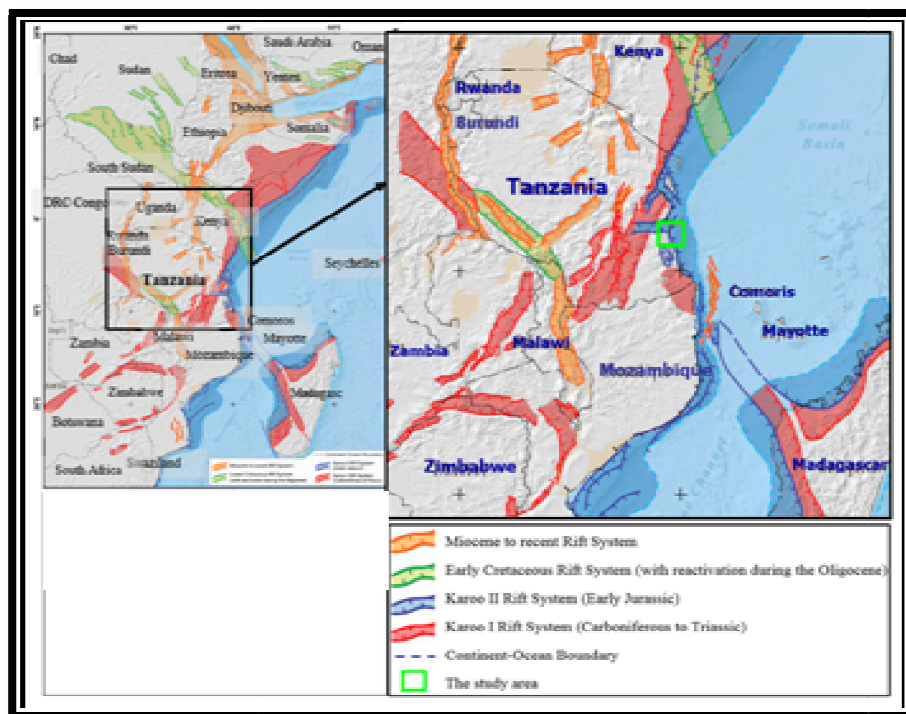 Chad
Saudi Arabia
Oman
Sudan
Eritrea
Yemen
Djibouti
Ethiopia
Somalia
South Sudan
DRC Congo
Uganda
Kenya
Rwanda
Burundi
Seychelles
Tanzania
Comoros
Malawi
Mayotte
Zambia
Mozambique
Zimbabwe
Madagasc
Botswana
South Africa
Kenya
Rwanda
Burundi
Somali
Basin
Tanzania
Comoris
Mayotte
Zambia
Malawi
Mozambique
Zimbabwe
Madagascar
Miocene to recent Rift System
Early Cretaceous Rift System (with reactivation during the Oligocene)
Karoo II Rift System (Early Jurassic)
Karoo I Rift System (Carboniferous to Triassic)
Continent-Ocean Boundary
The study area